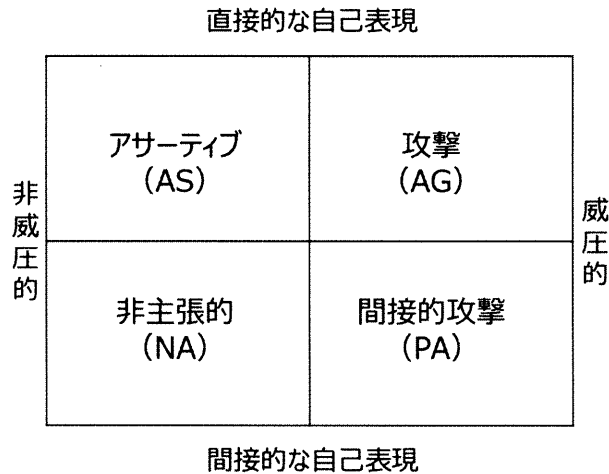 直接的な自己表現
アサーティブ
（AS）
攻撃
（AG）
非威圧的
威圧的
非主張的
（NA）
間接的攻撃
（PA）
間接的な自己表現